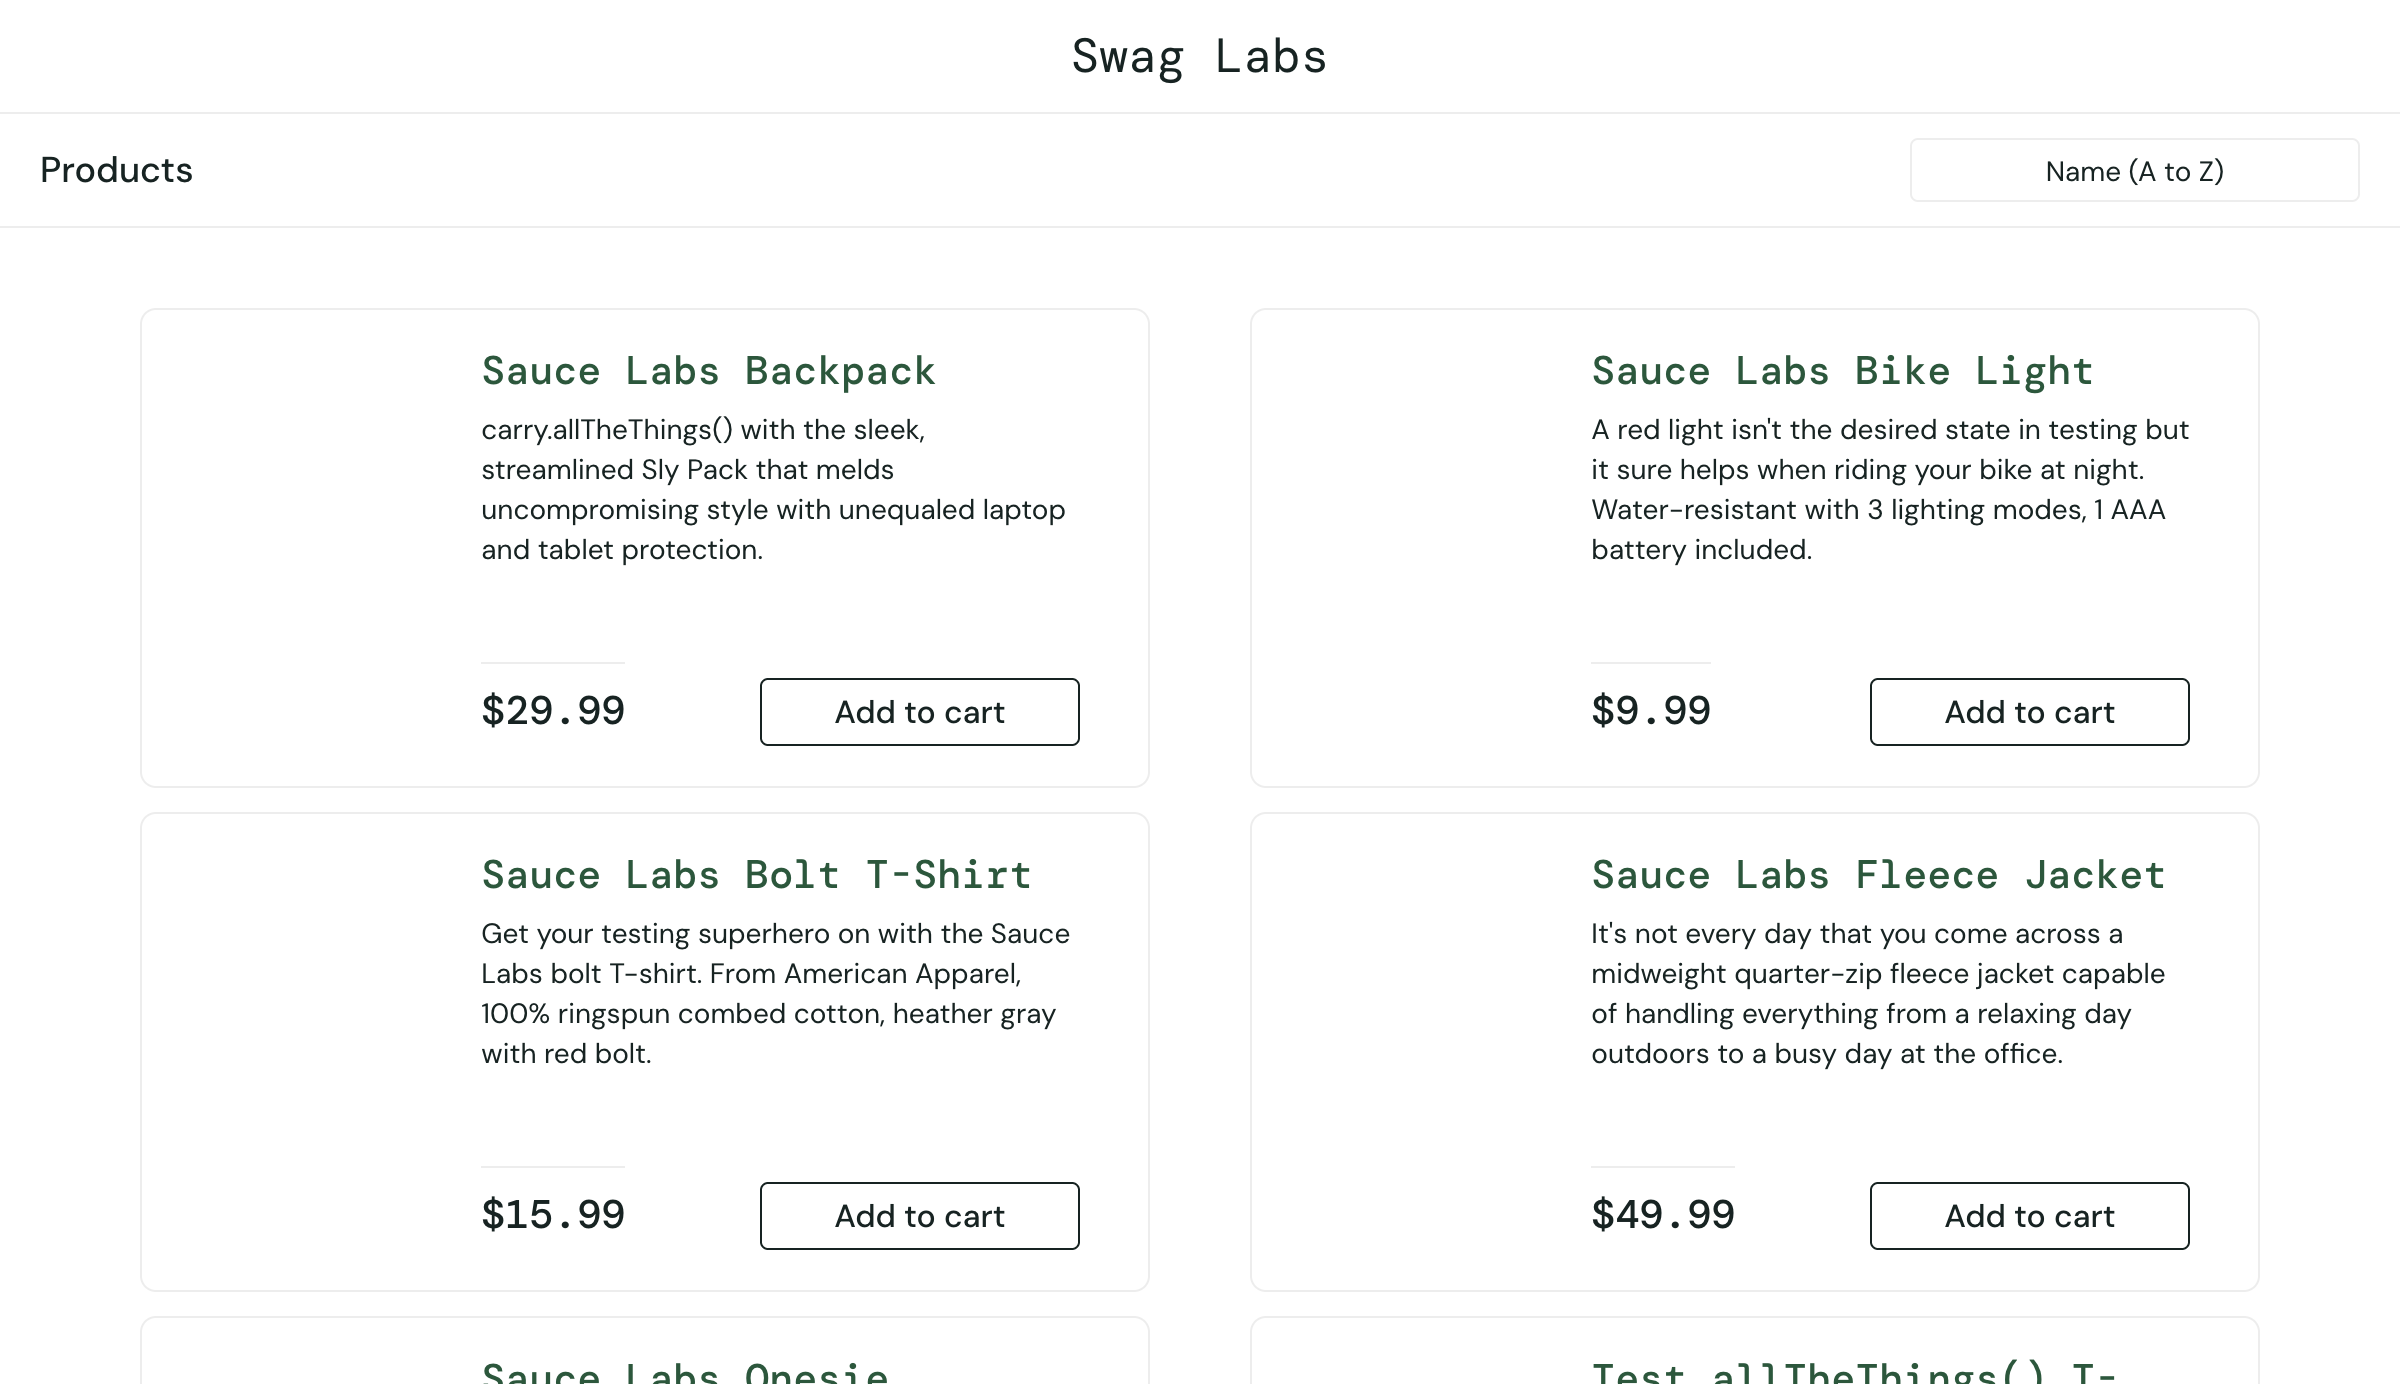 Swag Labs
Products
Name (A to Z)
Sauce Labs Backpack
carry.allTheThings() with the sleek,
streamlined Sly Pack that melds
uncompromising style with unequaled laptop
and tablet protection.
$29.99
Add to cart
Sauce Labs Bike Light
A red light isn't the desired state in testing but
it sure helps when riding your bike at night.
Water-resistant with 3 lighting modes, 1 AAA
battery included.
$9.99
Add to cart
Sauce Labs Bolt T-Shirt
Get your testing superhero on with the Sauce
Labs bolt T-shirt. From American Apparel,
100% ringspun combed cotton, heather gray
with red bolt.
$15.99
Add to cart
Sauce Labs Fleece Jacket
It's not every day that you come across a
midweight quarter-zip fleece jacket capable
of handling everything from a relaxing day
outdoors to a busy day at the office.
$49.99
Add to cart
Sauce Labs Onesie
Test.allTheThings() T-